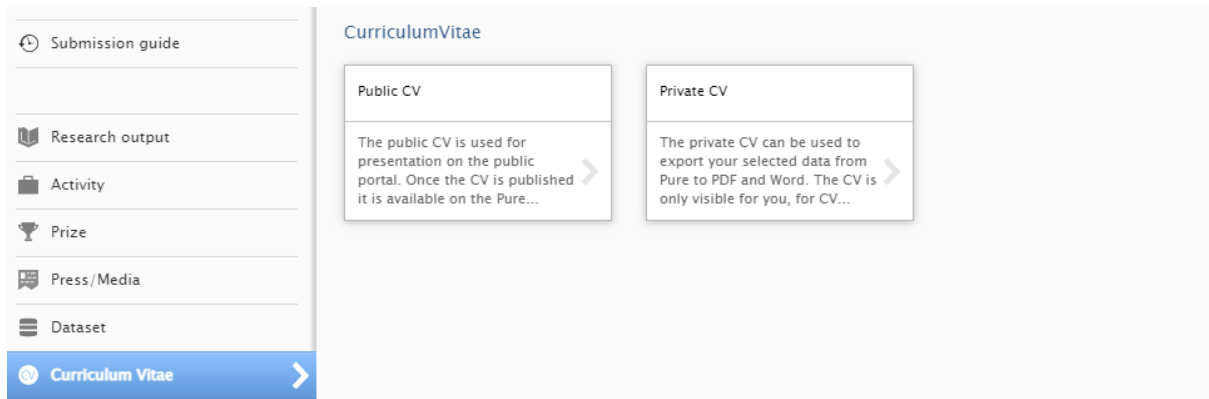 Submission guide
Research output
Activity
Prize
Press/Media
Dataset
CV Curriculum Vitae
CurriculumVitae
Public CV
The public CV is used for
presentation on the public
portal. Once the CV is published
it is available on the Pure...
Private CV
The private CV can be used to
export your selected data from
Pure to PDF and Word. The CV is
only visible for you, for CV...